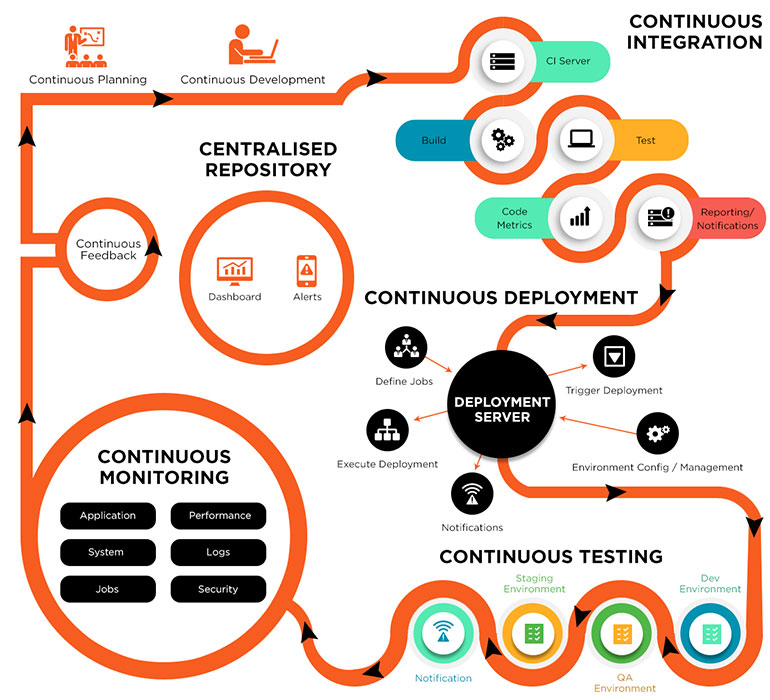 CONTINUOUS
INTEGRATION
Continuous Planning
Continuous Development
CI Server
Build
Test
Code
Metrics
Reporting/
Notifications
CENTRALISED
REPOSITORY
Dashboard
Alerts
Continuous
Feedback
CONTINUOUS DEPLOYMENT
Define Jobs
Trigger Deployment
DEPLOYMENT
SERVER
Execute Deployment
Environment Config / Management
Notifications
CONTINUOUS
MONITORING
Application
Performance
System
Logs
Jobs
Security
CONTINUOUS TESTING
Staging
Environment
Dev
Environment
Notification
QA
Environment